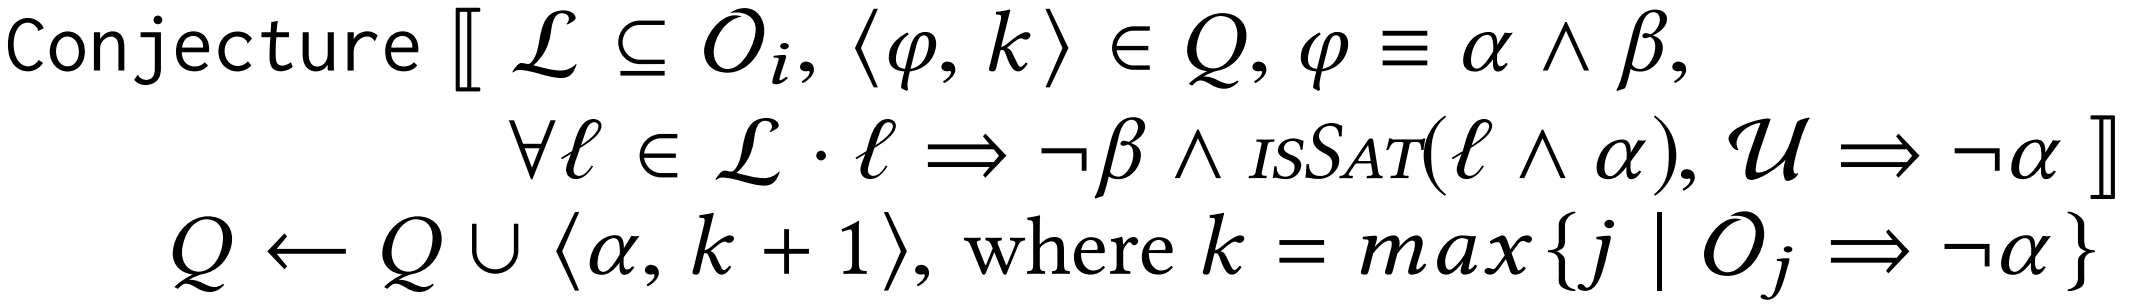 Conjecture ⟦ ℒ ⊆ 𝒪ᵢ, ⟨φ, k⟩ ∈ Q, φ ≡ α ∧ β,
∀ℓ ∈ ℒ · ℓ ⇒ ¬β ∧ isSat(ℓ ∧ α), 𝒰 ⇒ ¬α ⟧
Q ← Q ∪ ⟨α, k + 1⟩, where k = max{j | 𝒪ⱼ ⇒ ¬α}